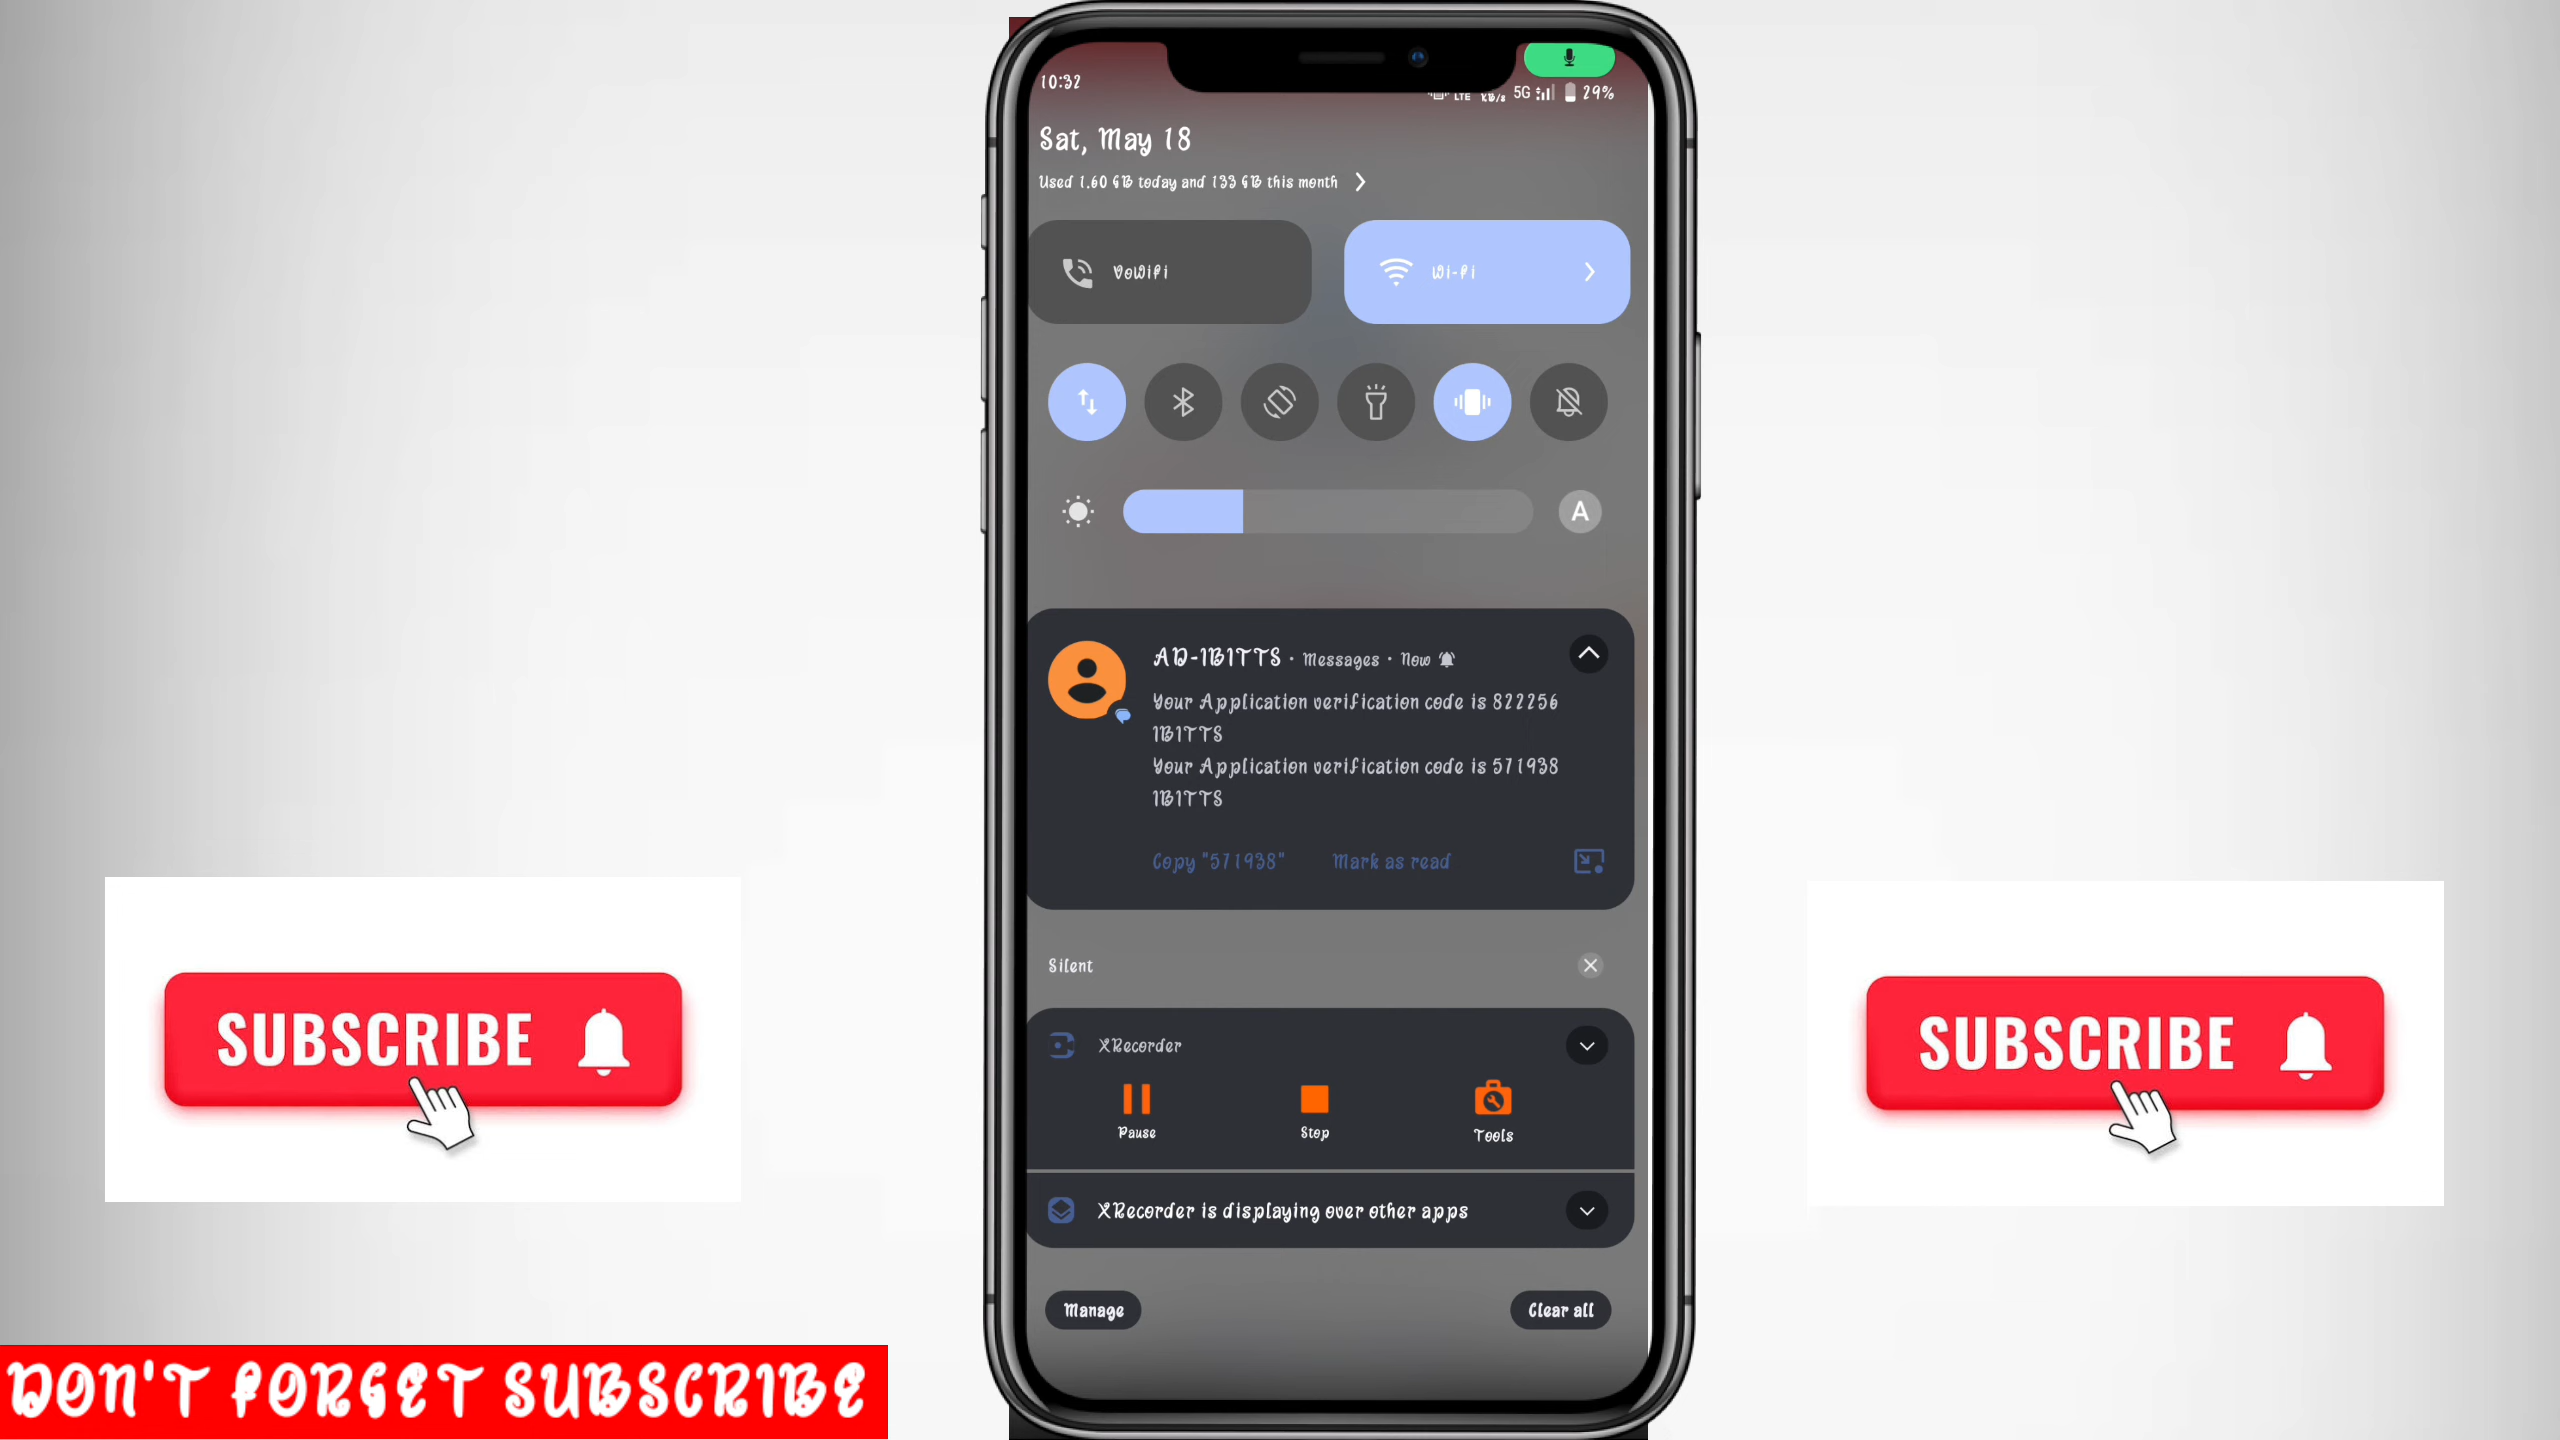 10:32
LTE KB/s 5G 29%
Sat, May 18
Used 1.60 GB today and 133 GB this month
VoWiFi
Wi-Fi
A
AD-IBITTS · Messages · Now
Your Application verification code is 822256
IBITTS
Your Application verification code is 571938
IBITTS
Copy "571938" Mark as read
Silent
XRecorder
Pause Stop Tools
XRecorder is displaying over other apps
Manage Clear all
SUBSCRIBE
SUBSCRIBE
DON'T FORGET SUBSCRIBE